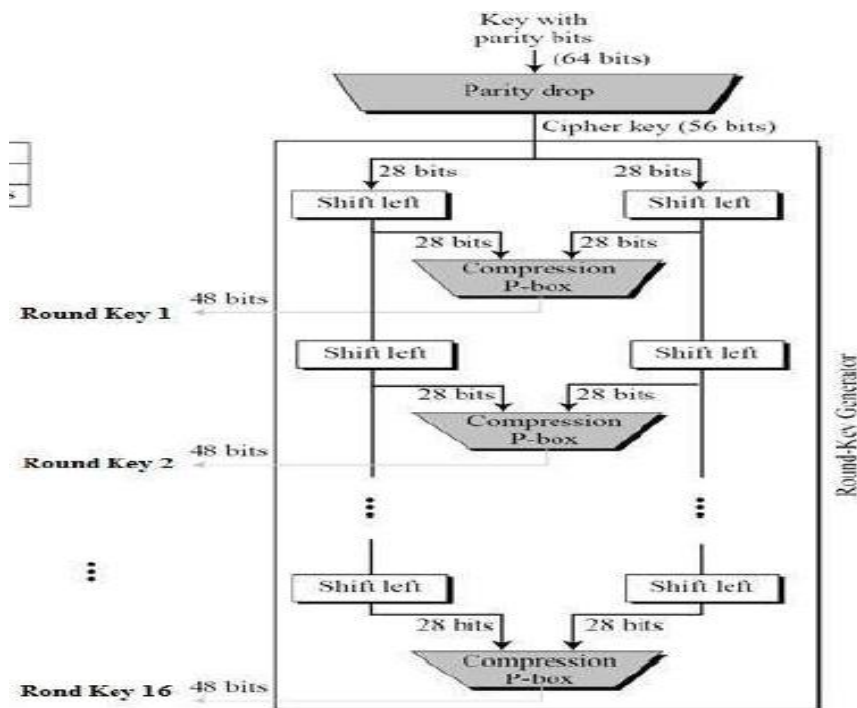 Key with
parity bits
(64 bits)
Parity drop
Cipher key (56 bits)
28 bits 28 bits
Shift left Shift left
28 bits 28 bits
Compression
P-box
48 bits
Round Key 1
Shift left Shift left
28 bits 28 bits
Compression
P-box
48 bits
Round Key 2
Round-Key Generator
Shift left Shift left
28 bits 28 bits
Compression
P-box
Rond Key 16 48 bits